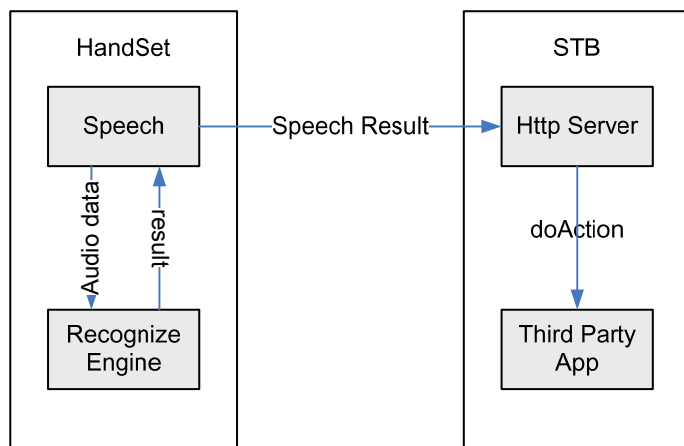 HandSet
STB
Speech
Speech Result
Http Server
Audio data
result
doAction
Recognize
Engine
Third Party
App